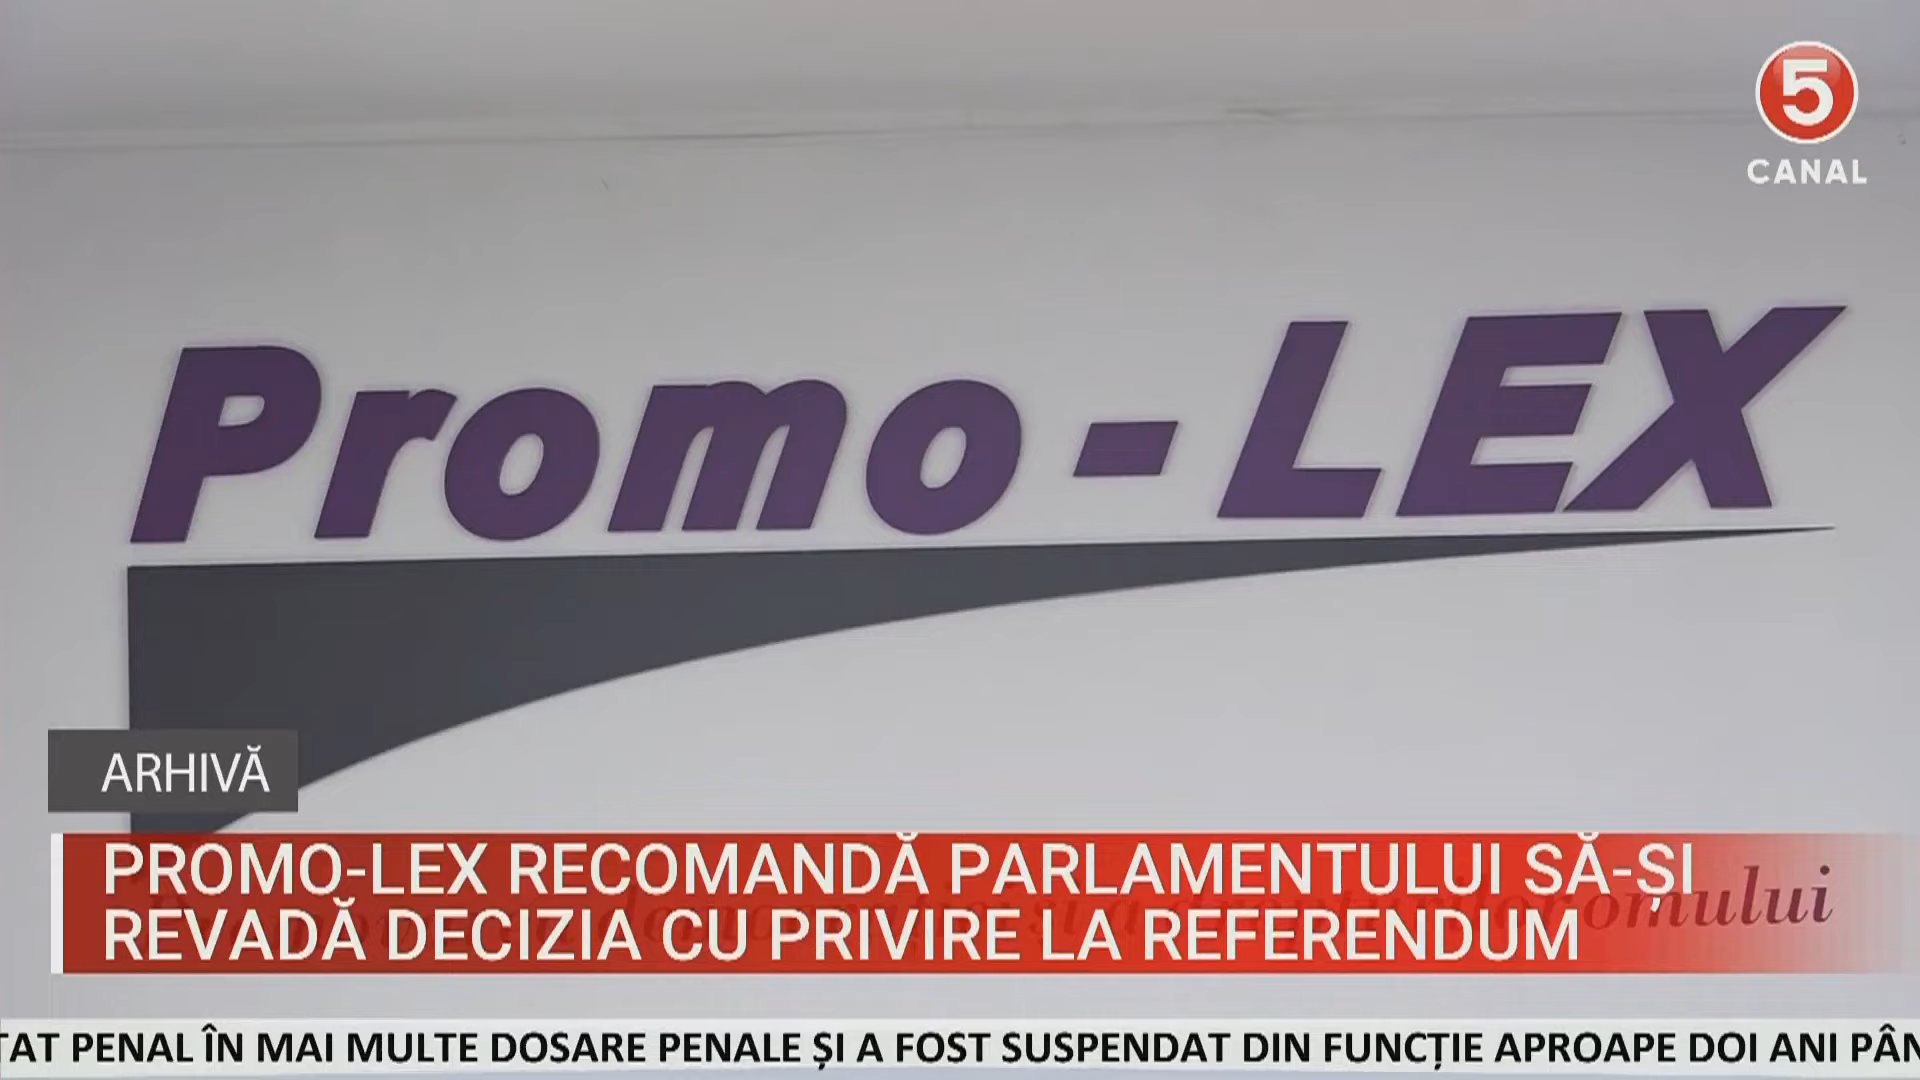 5
CANAL
Promo-LEX
ARHIVĂ
PROMO-LEX RECOMANDĂ PARLAMENTULUI SĂ-ȘI
REVADĂ DECIZIA CU PRIVIRE LA REFERENDUM
omului
TAT PENAL ÎN MAI MULTE DOSARE PENALE ȘI A FOST SUSPENDAT DIN FUNCȚIE APROAPE DOI ANI PÂN